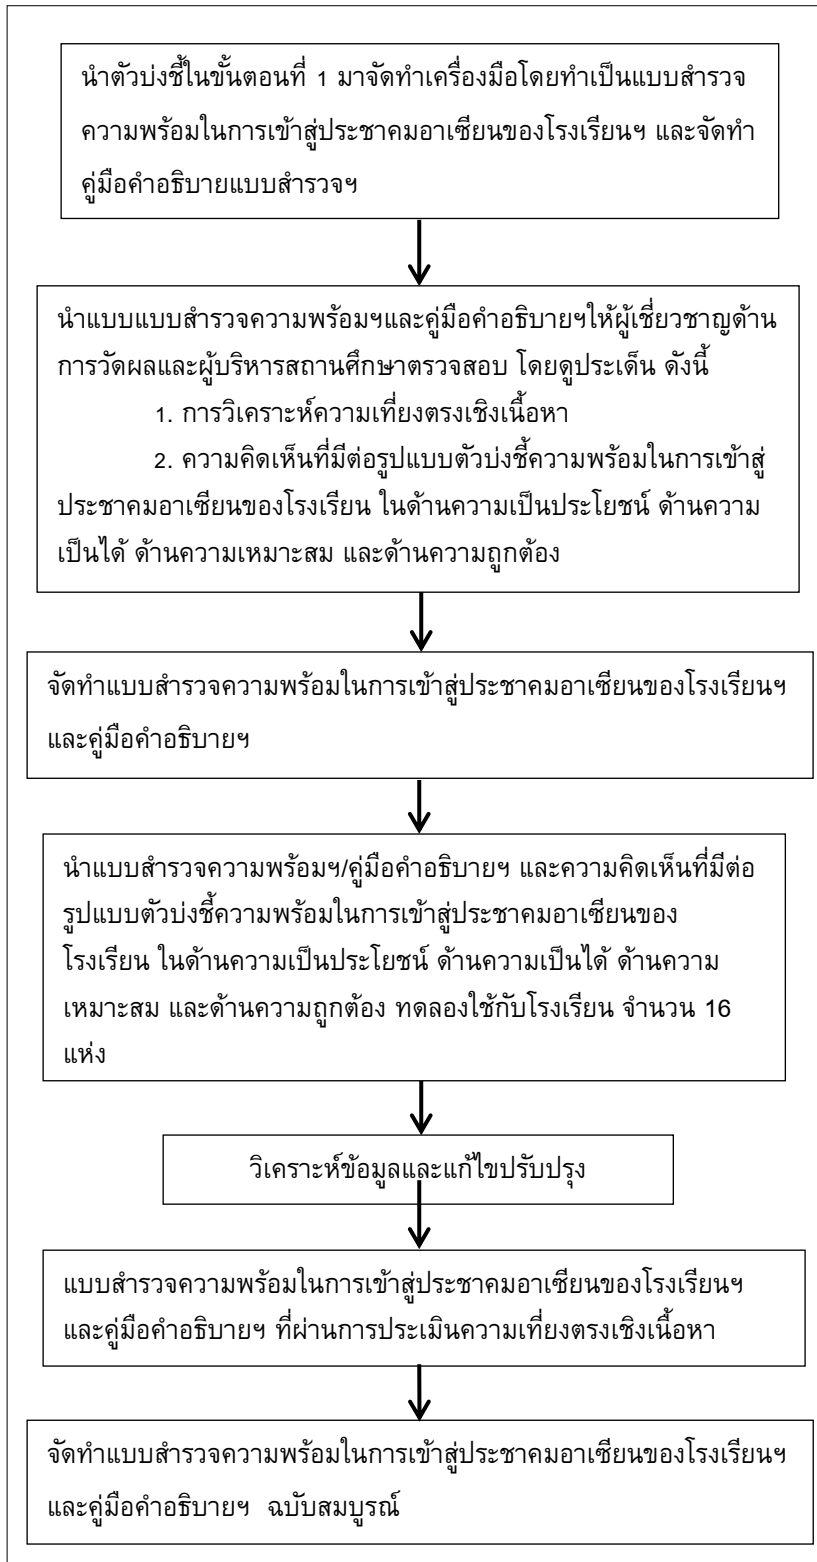 นำตัวบ่งชี้ในขั้นตอนที่ 1 มาจัดทำเครื่องมือโดยทำเป็นแบบสำรวจ
ความพร้อมในการเข้าสู่ประชาคมอาเซียนของโรงเรียนฯ และจัดทำ
คู่มือคำอธิบายแบบสำรวจฯ
นำแบบแบบสำรวจความพร้อมฯและคู่มือคำอธิบายฯให้ผู้เชี่ยวชาญด้าน
การวัดผลและผู้บริหารสถานศึกษาตรวจสอบ โดยดูประเด็น ดังนี้
1. การวิเคราะห์ความเที่ยงตรงเชิงเนื้อหา
2. ความคิดเห็นที่มีต่อรูปแบบตัวบ่งชี้ความพร้อมในการเข้าสู่
ประชาคมอาเซียนของโรงเรียน ในด้านความเป็นประโยชน์ ด้านความ
เป็นได้ ด้านความเหมาะสม และด้านความถูกต้อง
จัดทำแบบสำรวจความพร้อมในการเข้าสู่ประชาคมอาเซียนของโรงเรียนฯ
และคู่มือคำอธิบายฯ
นำแบบสำรวจความพร้อมฯ/คู่มือคำอธิบายฯ และความคิดเห็นที่มีต่อ
รูปแบบตัวบ่งชี้ความพร้อมในการเข้าสู่ประชาคมอาเซียนของ
โรงเรียน ในด้านความเป็นประโยชน์ ด้านความเป็นได้ ด้านความ
เหมาะสม และด้านความถูกต้อง ทดลองใช้กับโรงเรียน จำนวน 16
แห่ง
วิเคราะห์ข้อมูลและแก้ไขปรับปรุง
แบบสำรวจความพร้อมในการเข้าสู่ประชาคมอาเซียนของโรงเรียนฯ
และคู่มือคำอธิบายฯ ที่ผ่านการประเมินความเที่ยงตรงเชิงเนื้อหา
จัดทำแบบสำรวจความพร้อมในการเข้าสู่ประชาคมอาเซียนของโรงเรียนฯ
และคู่มือคำอธิบายฯ ฉบับสมบูรณ์